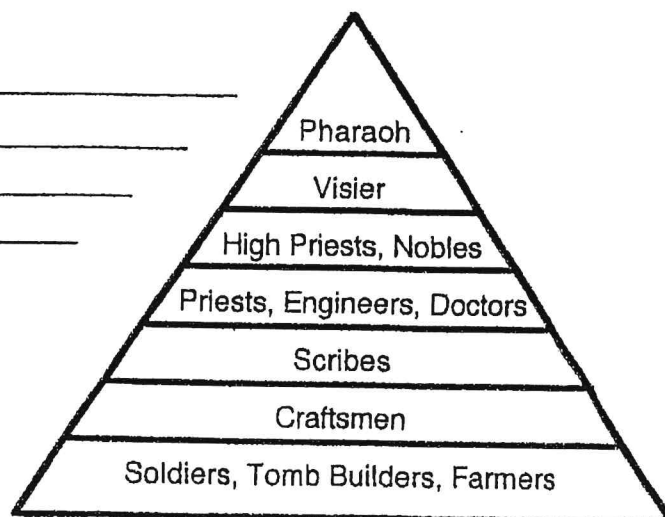 Pharaoh
Visier
High Priests, Nobles
Priests, Engineers, Doctors
Scribes
Craftsmen
Soldiers, Tomb Builders, Farmers